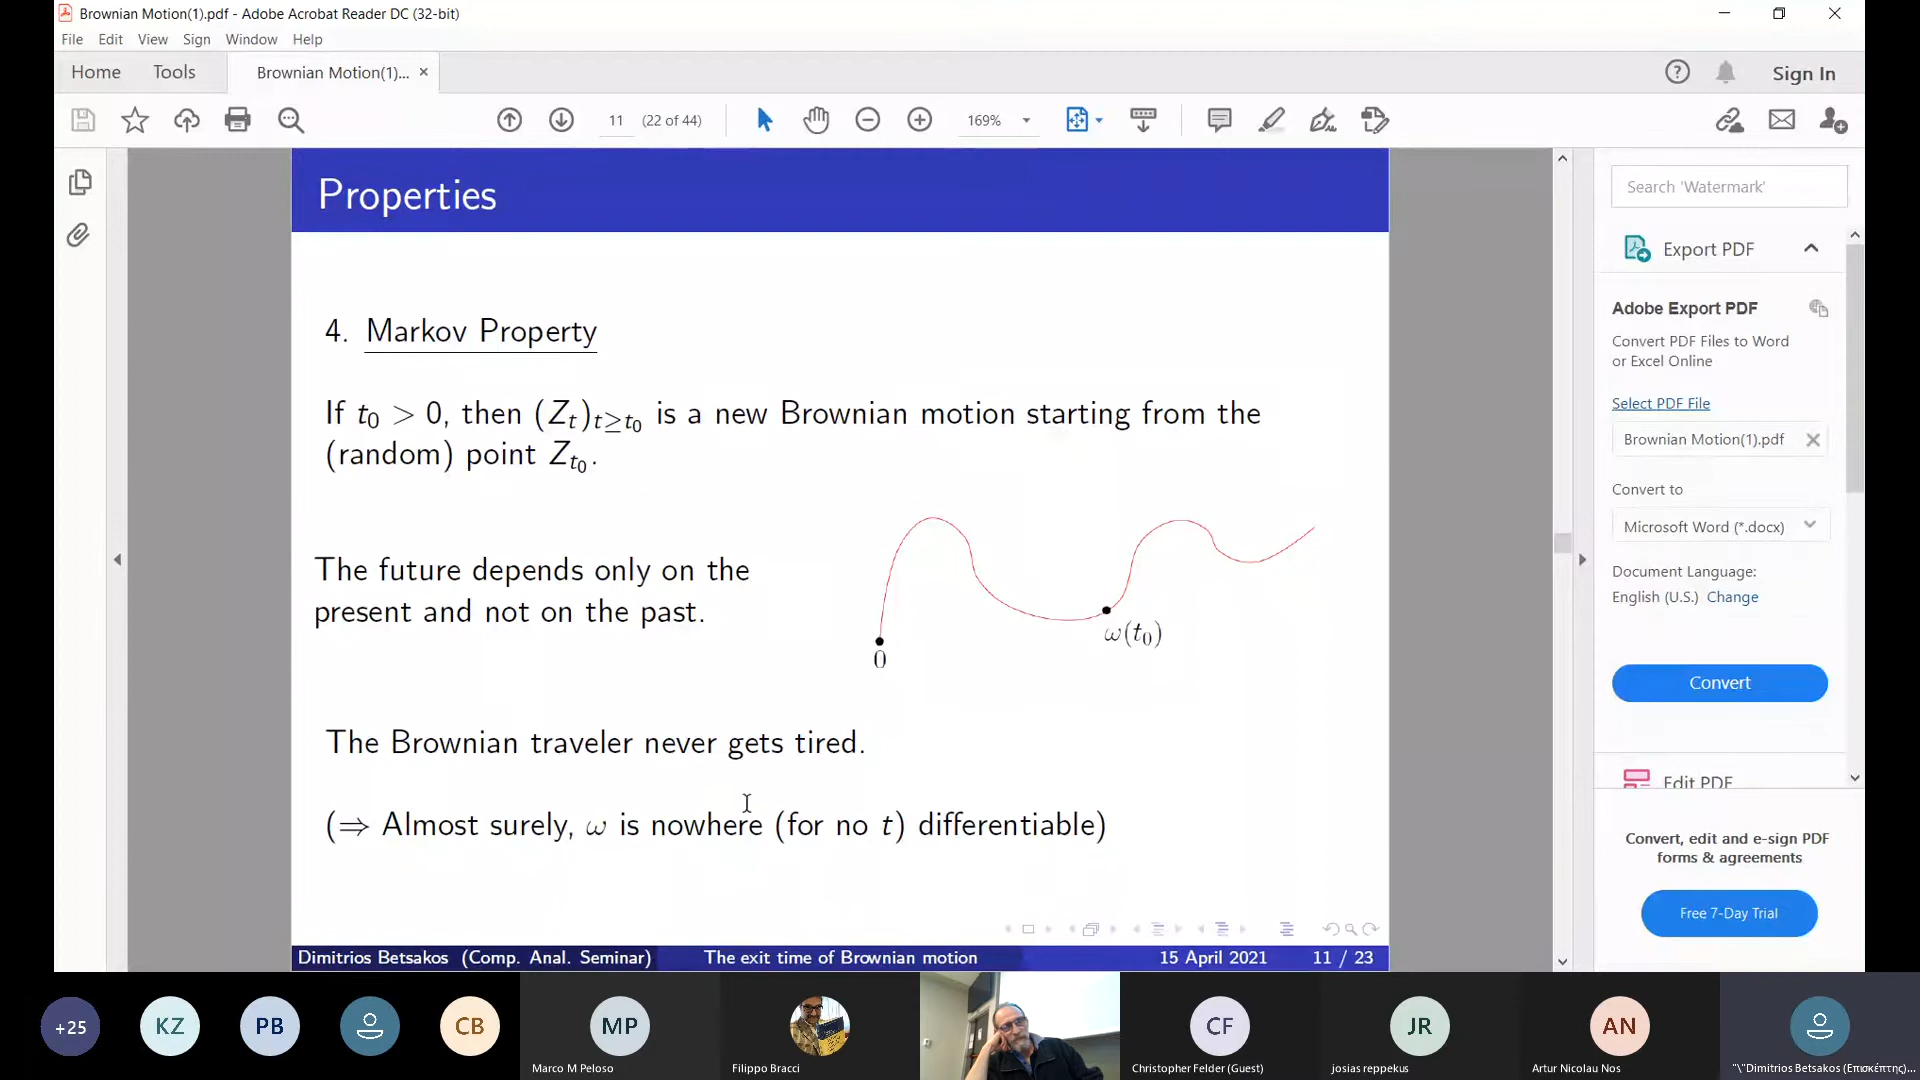 Brownian Motion(1).pdf - Adobe Acrobat Reader DC (32-bit)
File Edit View Sign Window Help
Home Tools Brownian Motion(1)... × Sign In
11 (22 of 44) 169%
Properties
4. Markov Property
If t₀ > 0, then (Z_t)_{t≥t₀} is a new Brownian motion starting from the
(random) point Z_{t₀}.
The future depends only on the
present and not on the past.
0
ω(t₀)
The Brownian traveler never gets tired.
(⇒ Almost surely, ω is nowhere (for no t) differentiable)
Dimitrios Betsakos (Comp. Anal. Seminar) The exit time of Brownian motion 15 April 2021 11 / 23
Search 'Watermark'
Export PDF
Adobe Export PDF
Convert PDF Files to Word
or Excel Online
Select PDF File
Brownian Motion(1).pdf
Convert to
Microsoft Word (*.docx)
Document Language:
English (U.S.) Change
Convert
Edit PDF
Convert, edit and e-sign PDF
forms & agreements
Free 7-Day Trial
+25 KZ PB CB MP CF JR AN
Marco M Peloso Filippo Bracci Christopher Felder (Guest) josias reppekus Artur Nicolau Nos "\"Dimitrios Betsakos (Επισκέπτης)...